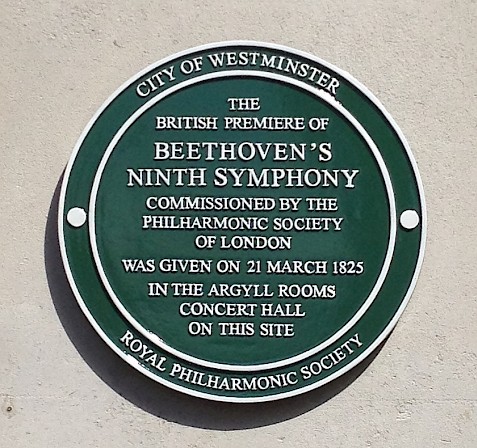 CITY OF WESTMINSTER
THE
BRITISH PREMIERE OF
BEETHOVEN'S
NINTH SYMPHONY
COMMISSIONED BY THE
PHILHARMONIC SOCIETY
OF LONDON
WAS GIVEN ON 21 MARCH 1825
IN THE ARGYLL ROOMS
CONCERT HALL
ON THIS SITE
ROYAL PHILHARMONIC SOCIETY